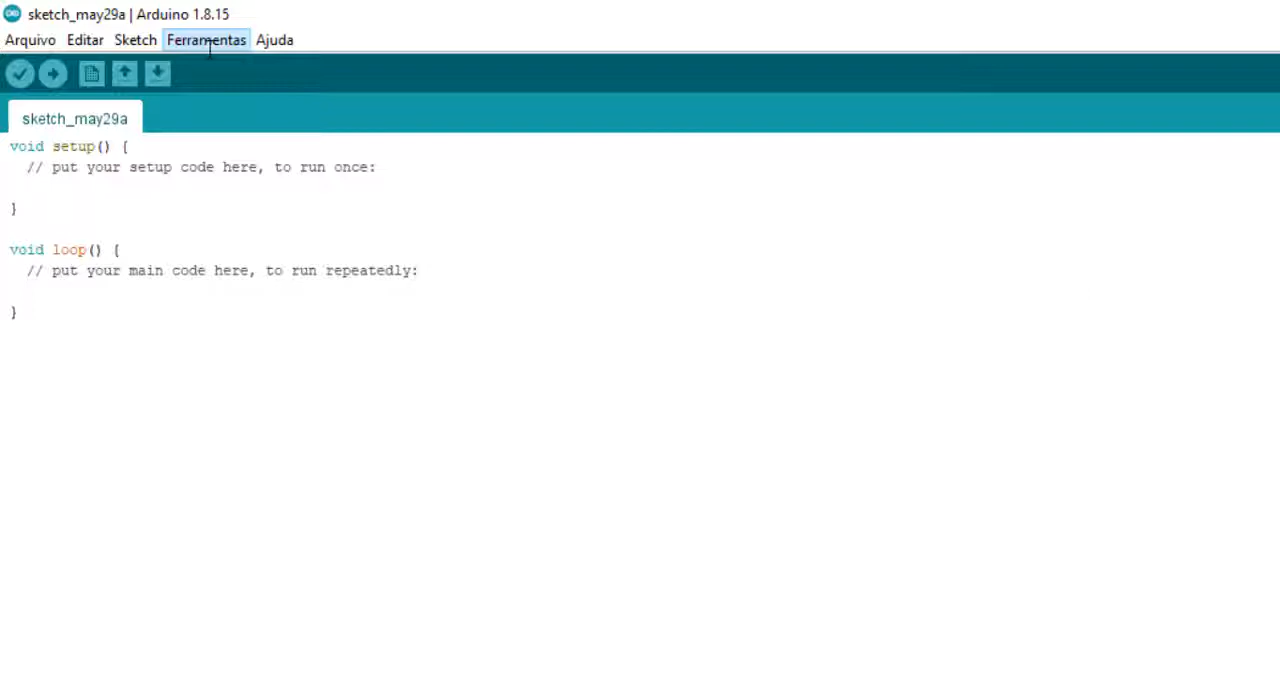 sketch_may29a | Arduino 1.8.15
Arquivo Editar Sketch Ferramentas Ajuda
sketch_may29a
void setup() {
  // put your setup code here, to run once:

}

void loop() {
  // put your main code here, to run repeatedly:

}